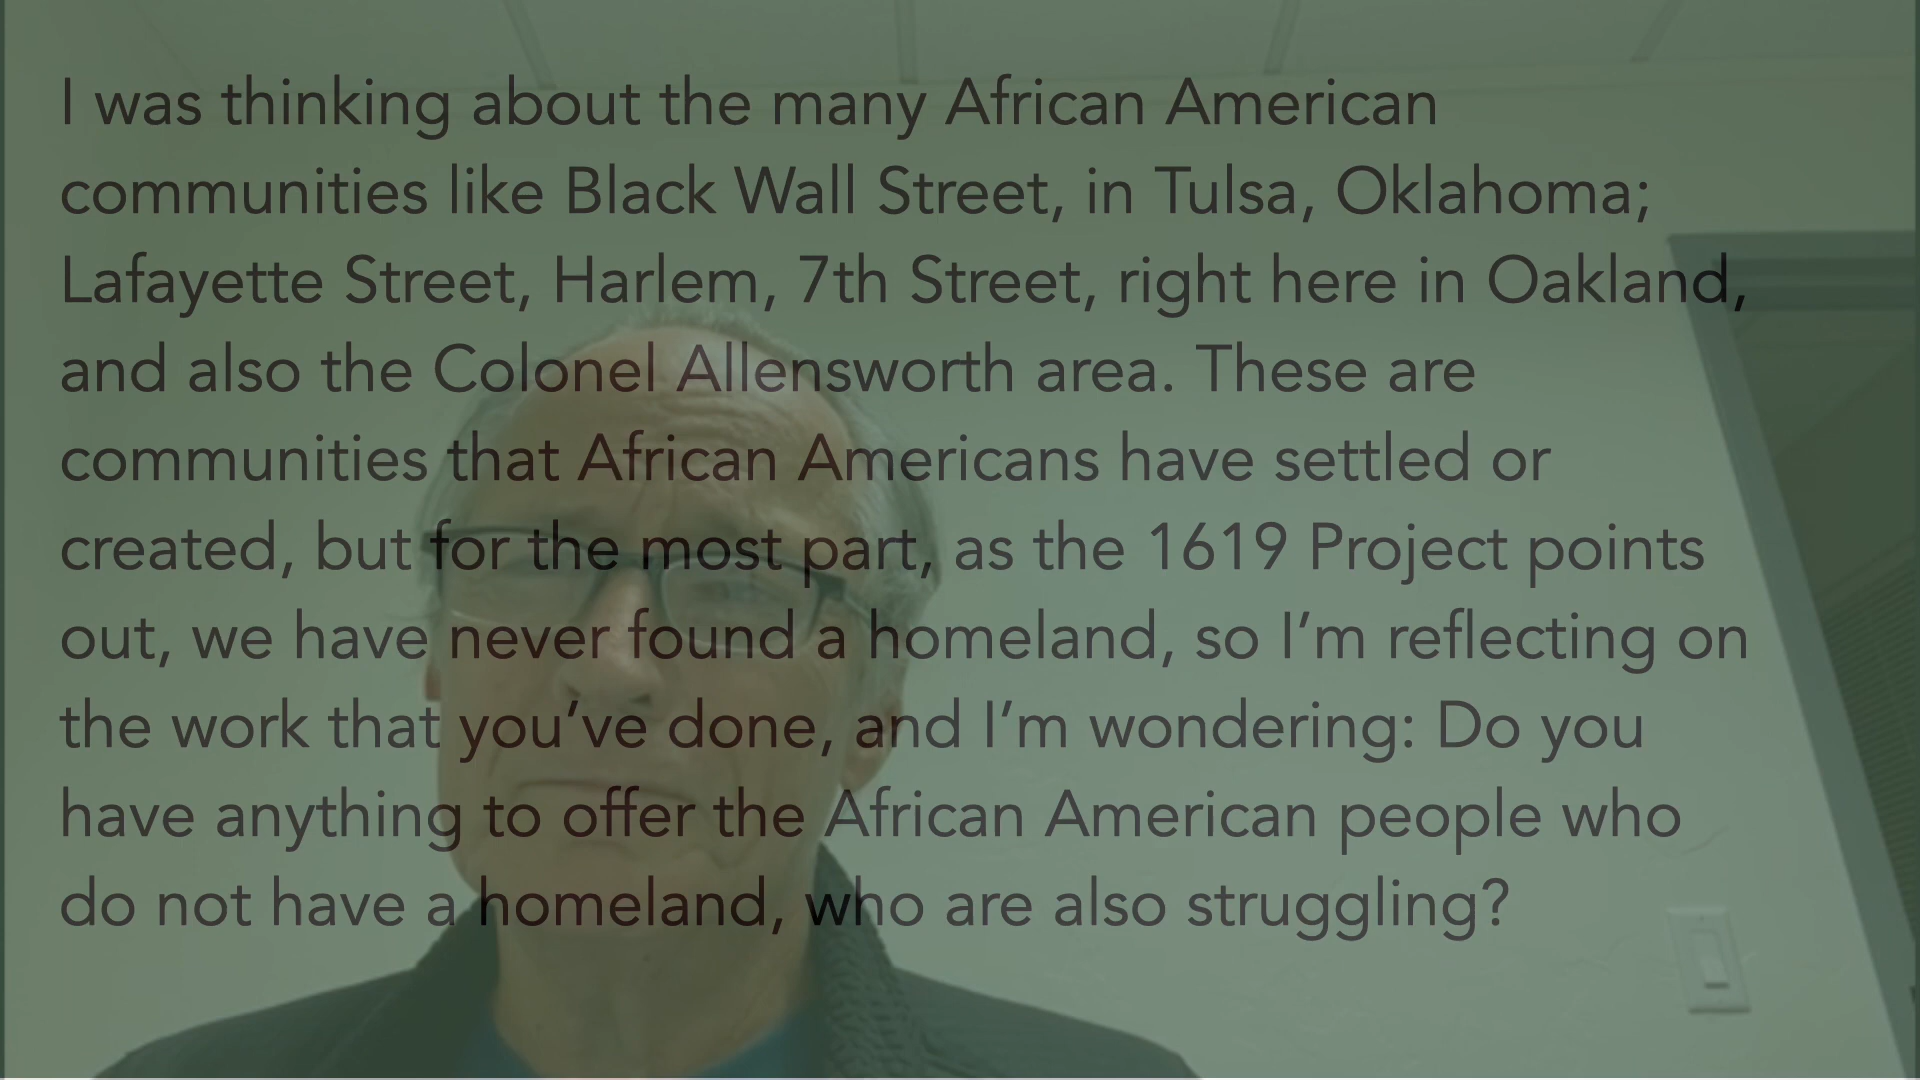 I was thinking about the many African American
communities like Black Wall Street, in Tulsa, Oklahoma;
Lafayette Street, Harlem, 7th Street, right here in Oakland,
and also the Colonel Allensworth area. These are
communities that African Americans have settled or
created, but for the most part, as the 1619 Project points
out, we have never found a homeland, so I’m reflecting on
the work that you’ve done, and I’m wondering: Do you
have anything to offer the African American people who
do not have a homeland, who are also struggling?